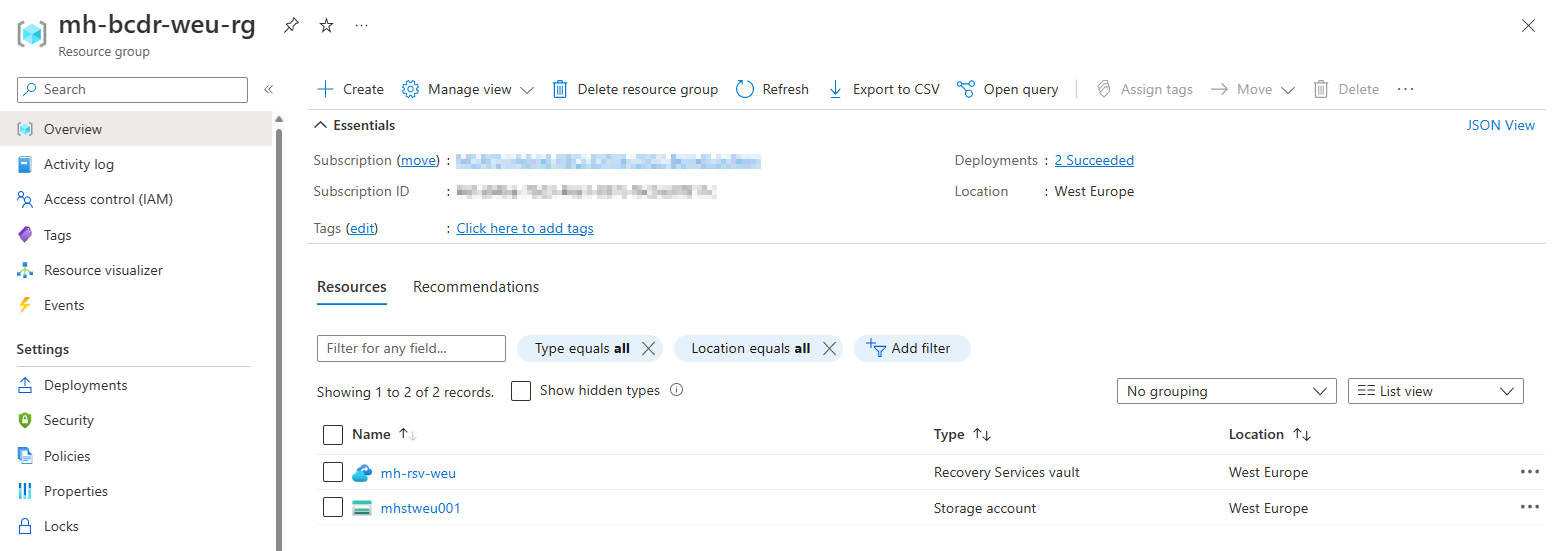 mh-bcdr-weu-rg
Resource group
Search
Overview
Activity log
Access control (IAM)
Tags
Resource visualizer
Events
Settings
Deployments
Security
Policies
Properties
Locks
Create Manage view Delete resource group Refresh Export to CSV Open query Assign tags Move Delete ...
Essentials JSON View
Subscription (move) : Deployments : 2 Succeeded
Subscription ID : Location : West Europe
Tags (edit) : Click here to add tags
Resources Recommendations
Filter for any field... Type equals all Location equals all Add filter
Showing 1 to 2 of 2 records. Show hidden types No grouping List view
Name Type Location
mh-rsv-weu Recovery Services vault West Europe
mhstweu001 Storage account West Europe